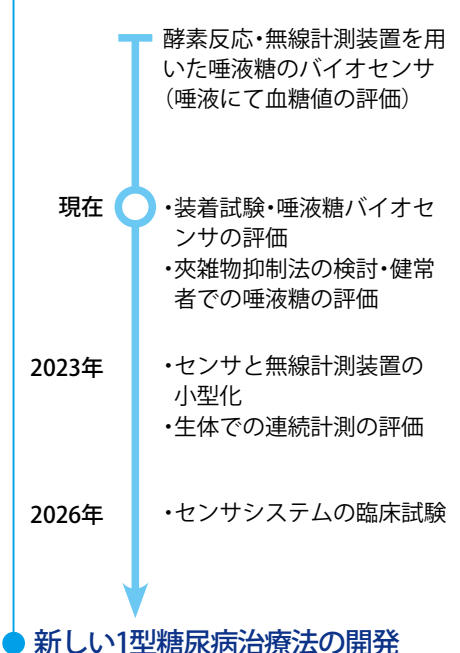 酵素反応・無線計測装置を用
いた唾液糖のバイオセンサ
（唾液にて血糖値の評価）
現在
・装着試験・唾液糖バイオセ
ンサの評価
・夾雑物抑制法の検討・健常
者での唾液糖の評価
2023年
・センサと無線計測装置の
小型化
・生体での連続計測の評価
2026年
・センサシステムの臨床試験
新しい1型糖尿病治療法の開発